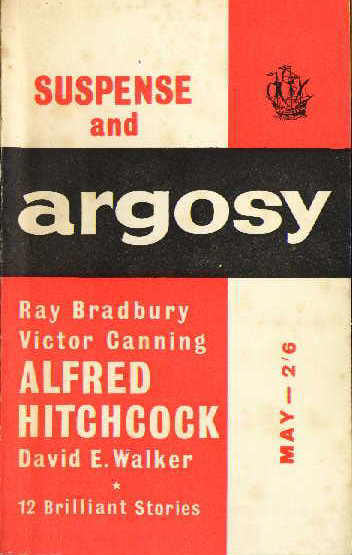 SUSPENSE
and
argosy
Ray Bradbury
Victor Canning
ALFRED
HITCHCOCK
David E. Walker
*
12 Brilliant Stories
MAY — 2'6